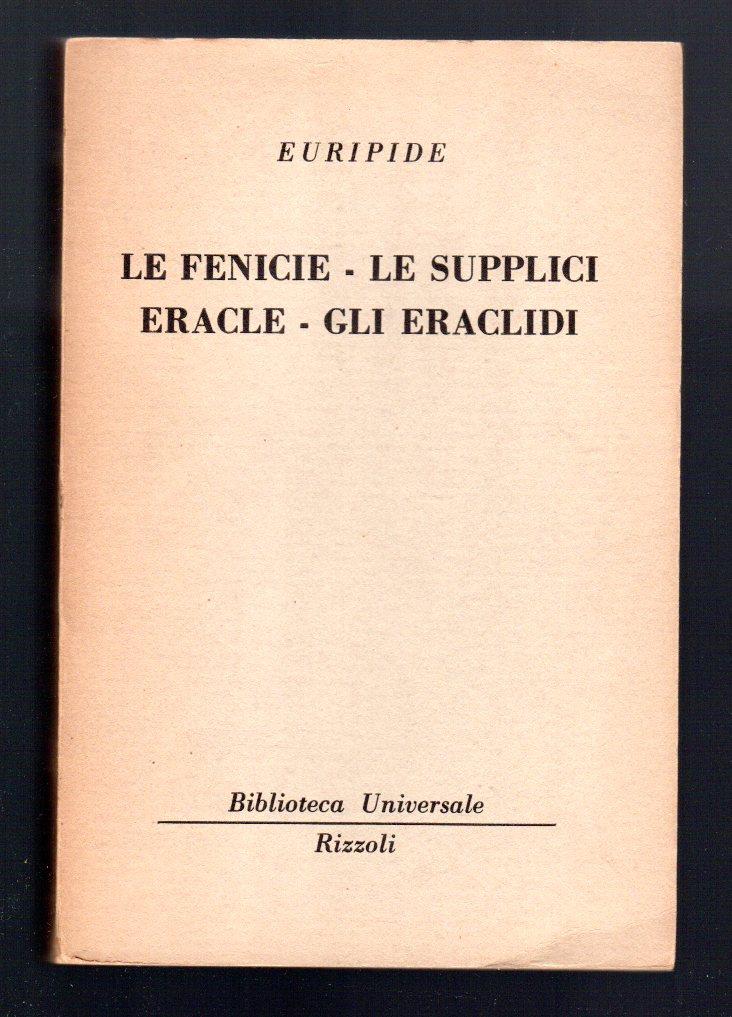 EURIPIDE
LE FENICIE - LE SUPPLICI
ERACLE - GLI ERACLIDI
Biblioteca Universale
Rizzoli